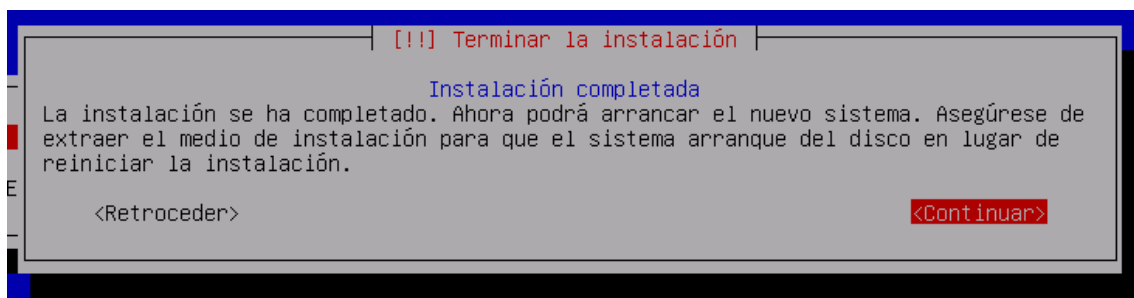 [!!] Terminar la instalación
Instalación completada
La instalación se ha completado. Ahora podrá arrancar el nuevo sistema. Asegúrese de
extraer el medio de instalación para que el sistema arranque del disco en lugar de
reiniciar la instalación.
E
<Retroceder> <Continuar>